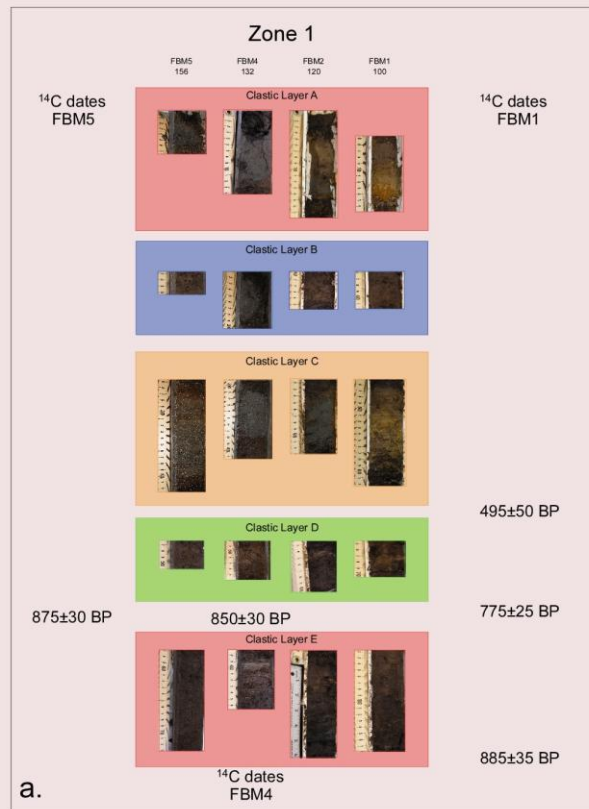 Zone 1
FBM5 FBM4 FBM2 FBM1
156 132 120 100
¹⁴C dates
FBM5
¹⁴C dates
FBM1
Clastic Layer A
Clastic Layer B
Clastic Layer C
495±50 BP
Clastic Layer D
875±30 BP 850±30 BP 775±25 BP
Clastic Layer E
885±35 BP
¹⁴C dates
FBM4
a.